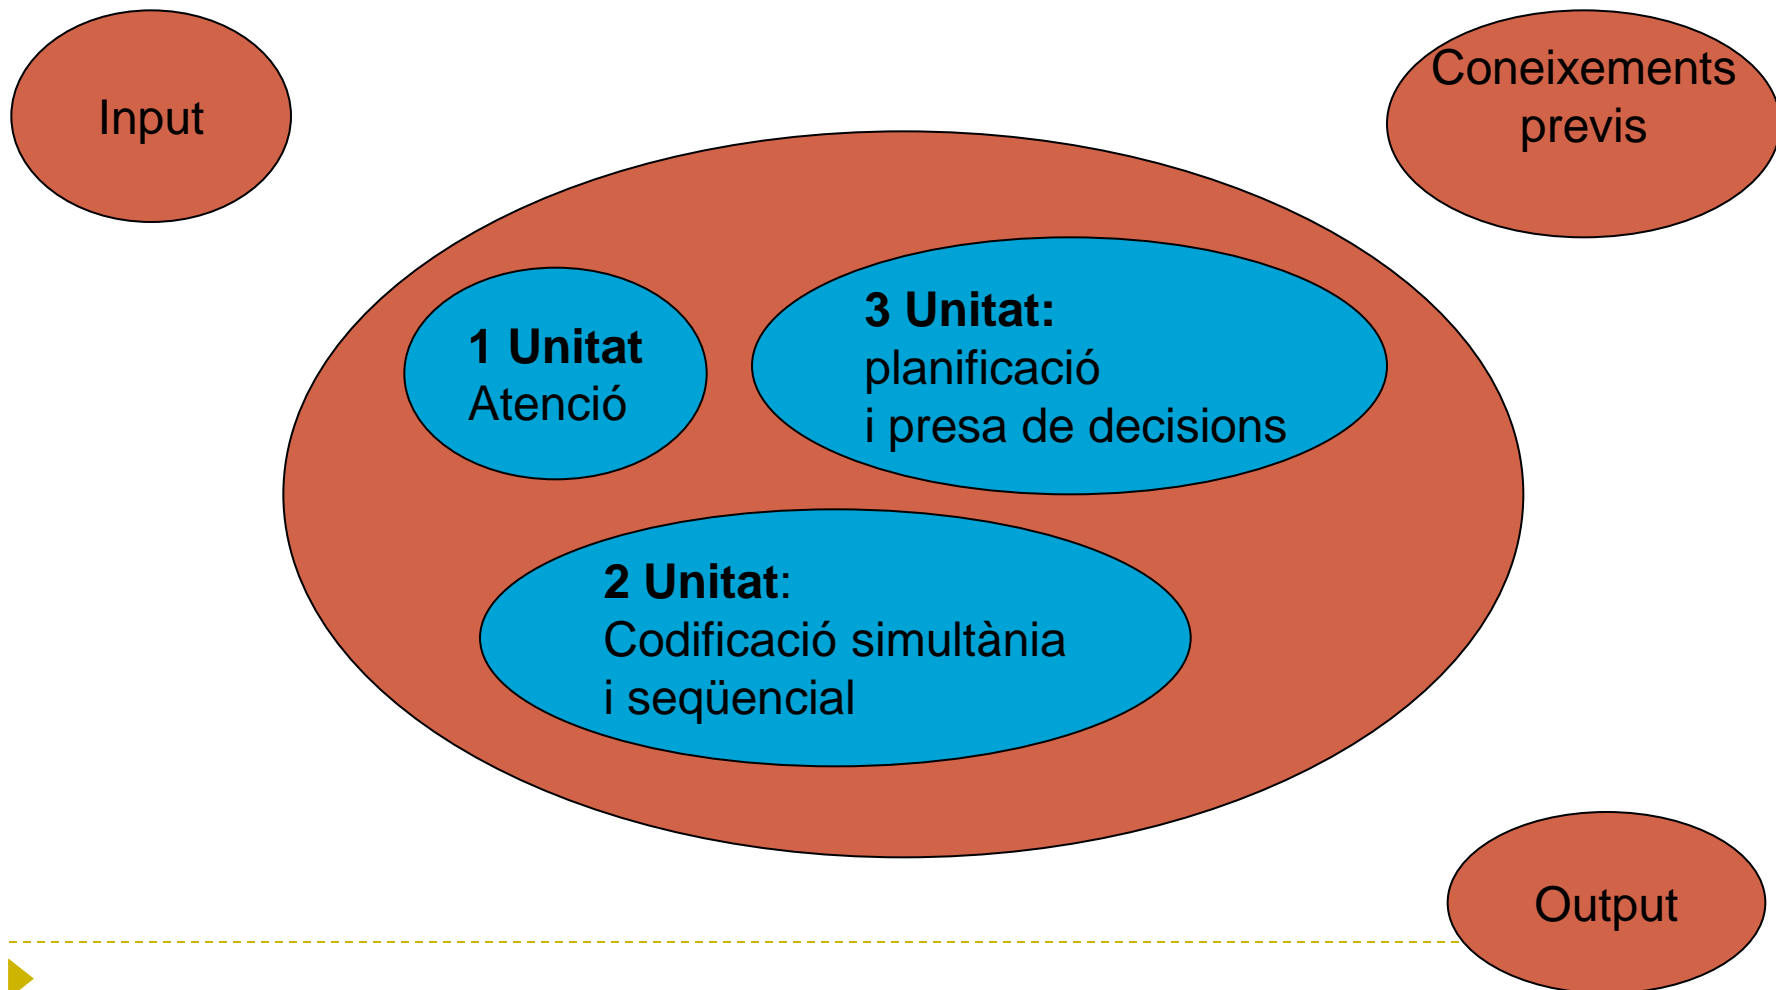 Input
Coneixements
previs
1 Unitat
Atenció
3 Unitat:
planificació
i presa de decisions
2 Unitat:
Codificació simultània
i seqüencial
Output